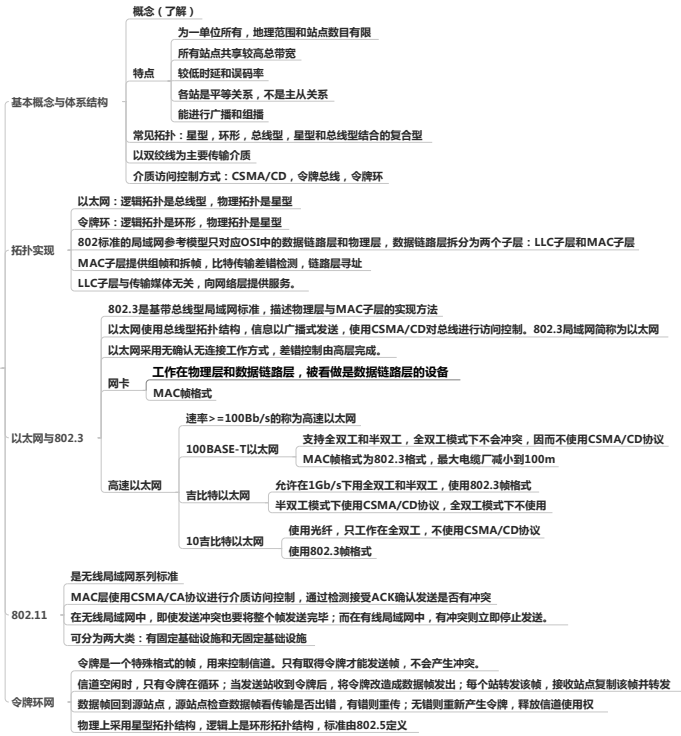 概念（了解）
为一单位所有，地理范围和站点数目有限
所有站点共享较高总带宽
特点
较低时延和误码率
各站是平等关系，不是主从关系
能进行广播和组播
基本概念与体系结构
常见拓扑：星型，环形，总线型，星型和总线型结合的复合型
以双绞线为主要传输介质
介质访问控制方式：CSMA/CD，令牌总线，令牌环
以太网：逻辑拓扑是总线型，物理拓扑是星型
令牌环：逻辑拓扑是环形，物理拓扑是星型
拓扑实现
802标准的局域网参考模型只对应OSI中的数据链路层和物理层，数据链路层拆分为两个子层：LLC子层和MAC子层
MAC子层提供组帧和拆帧，比特传输差错检测，链路层寻址
LLC子层与传输媒体无关，向网络层提供服务。
802.3是基带总线型局域网标准，描述物理层与MAC子层的实现方法
以太网使用总线型拓扑结构，信息以广播式发送，使用CSMA/CD对总线进行访问控制。802.3局域网简称为以太网
以太网采用无确认无连接工作方式，差错控制由高层完成。
网卡
工作在物理层和数据链路层，被看做是数据链路层的设备
MAC帧格式
以太网与802.3
高速以太网
速率>=100Bb/s的称为高速以太网
100BASE-T以太网
支持全双工和半双工，全双工模式下不会冲突，因而不使用CSMA/CD协议
MAC帧格式为802.3格式，最大电缆厂减小到100m
吉比特以太网
允许在1Gb/s下用全双工和半双工，使用802.3帧格式
半双工模式下使用CSMA/CD协议，全双工模式下不使用
10吉比特以太网
使用光纤，只工作在全双工，不使用CSMA/CD协议
使用802.3帧格式
是无线局域网系列标准
MAC层使用CSMA/CA协议进行介质访问控制，通过检测接受ACK确认发送是否有冲突
802.11
在无线局域网中，即使发送冲突也要将整个帧发送完毕；而在有线局域网中，有冲突则立即停止发送。
可分为两大类：有固定基础设施和无固定基础设施
令牌是一个特殊格式的帧，用来控制信道。只有取得令牌才能发送帧，不会产生冲突。
信道空闲时，只有令牌在循环；当发送站收到令牌后，将令牌改造成数据帧发出；每个站转发该帧，接收站点复制该帧并转发
令牌环网
数据帧回到源站点，源站点检查数据帧看传输是否出错，有错则重传；无错则重新产生令牌，释放信道使用权
物理上采用星型拓扑结构，逻辑上是环形拓扑结构，标准由802.5定义